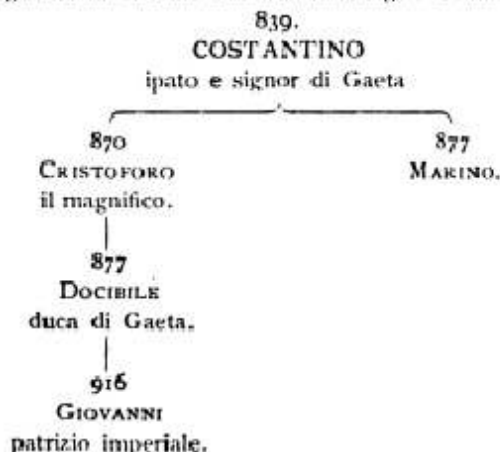 839.
COSTANTINO
ipato e signor di Gaeta
870 877
CRISTOFORO MARINO.
il magnifico.
877
DOCIBILE
duca di Gaeta.
916
GIOVANNI
patrizio imperiale.